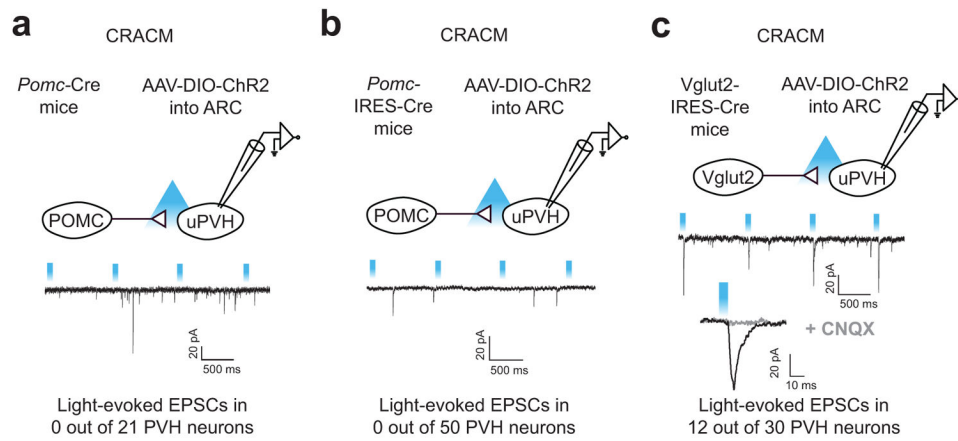 a
CRACM
Pomc-Cre
mice
AAV-DIO-ChR2
into ARC
POMC
uPVH
20 pA
500 ms
Light-evoked EPSCs in
0 out of 21 PVH neurons
b
CRACM
Pomc-
IRES-Cre
mice
AAV-DIO-ChR2
into ARC
POMC
uPVH
20 pA
500 ms
Light-evoked EPSCs in
0 out of 50 PVH neurons
c
CRACM
Vglut2-
IRES-Cre
mice
AAV-DIO-ChR2
into ARC
Vglut2
uPVH
20 pA
500 ms
+ CNQX
20 pA
10 ms
Light-evoked EPSCs in
12 out of 30 PVH neurons